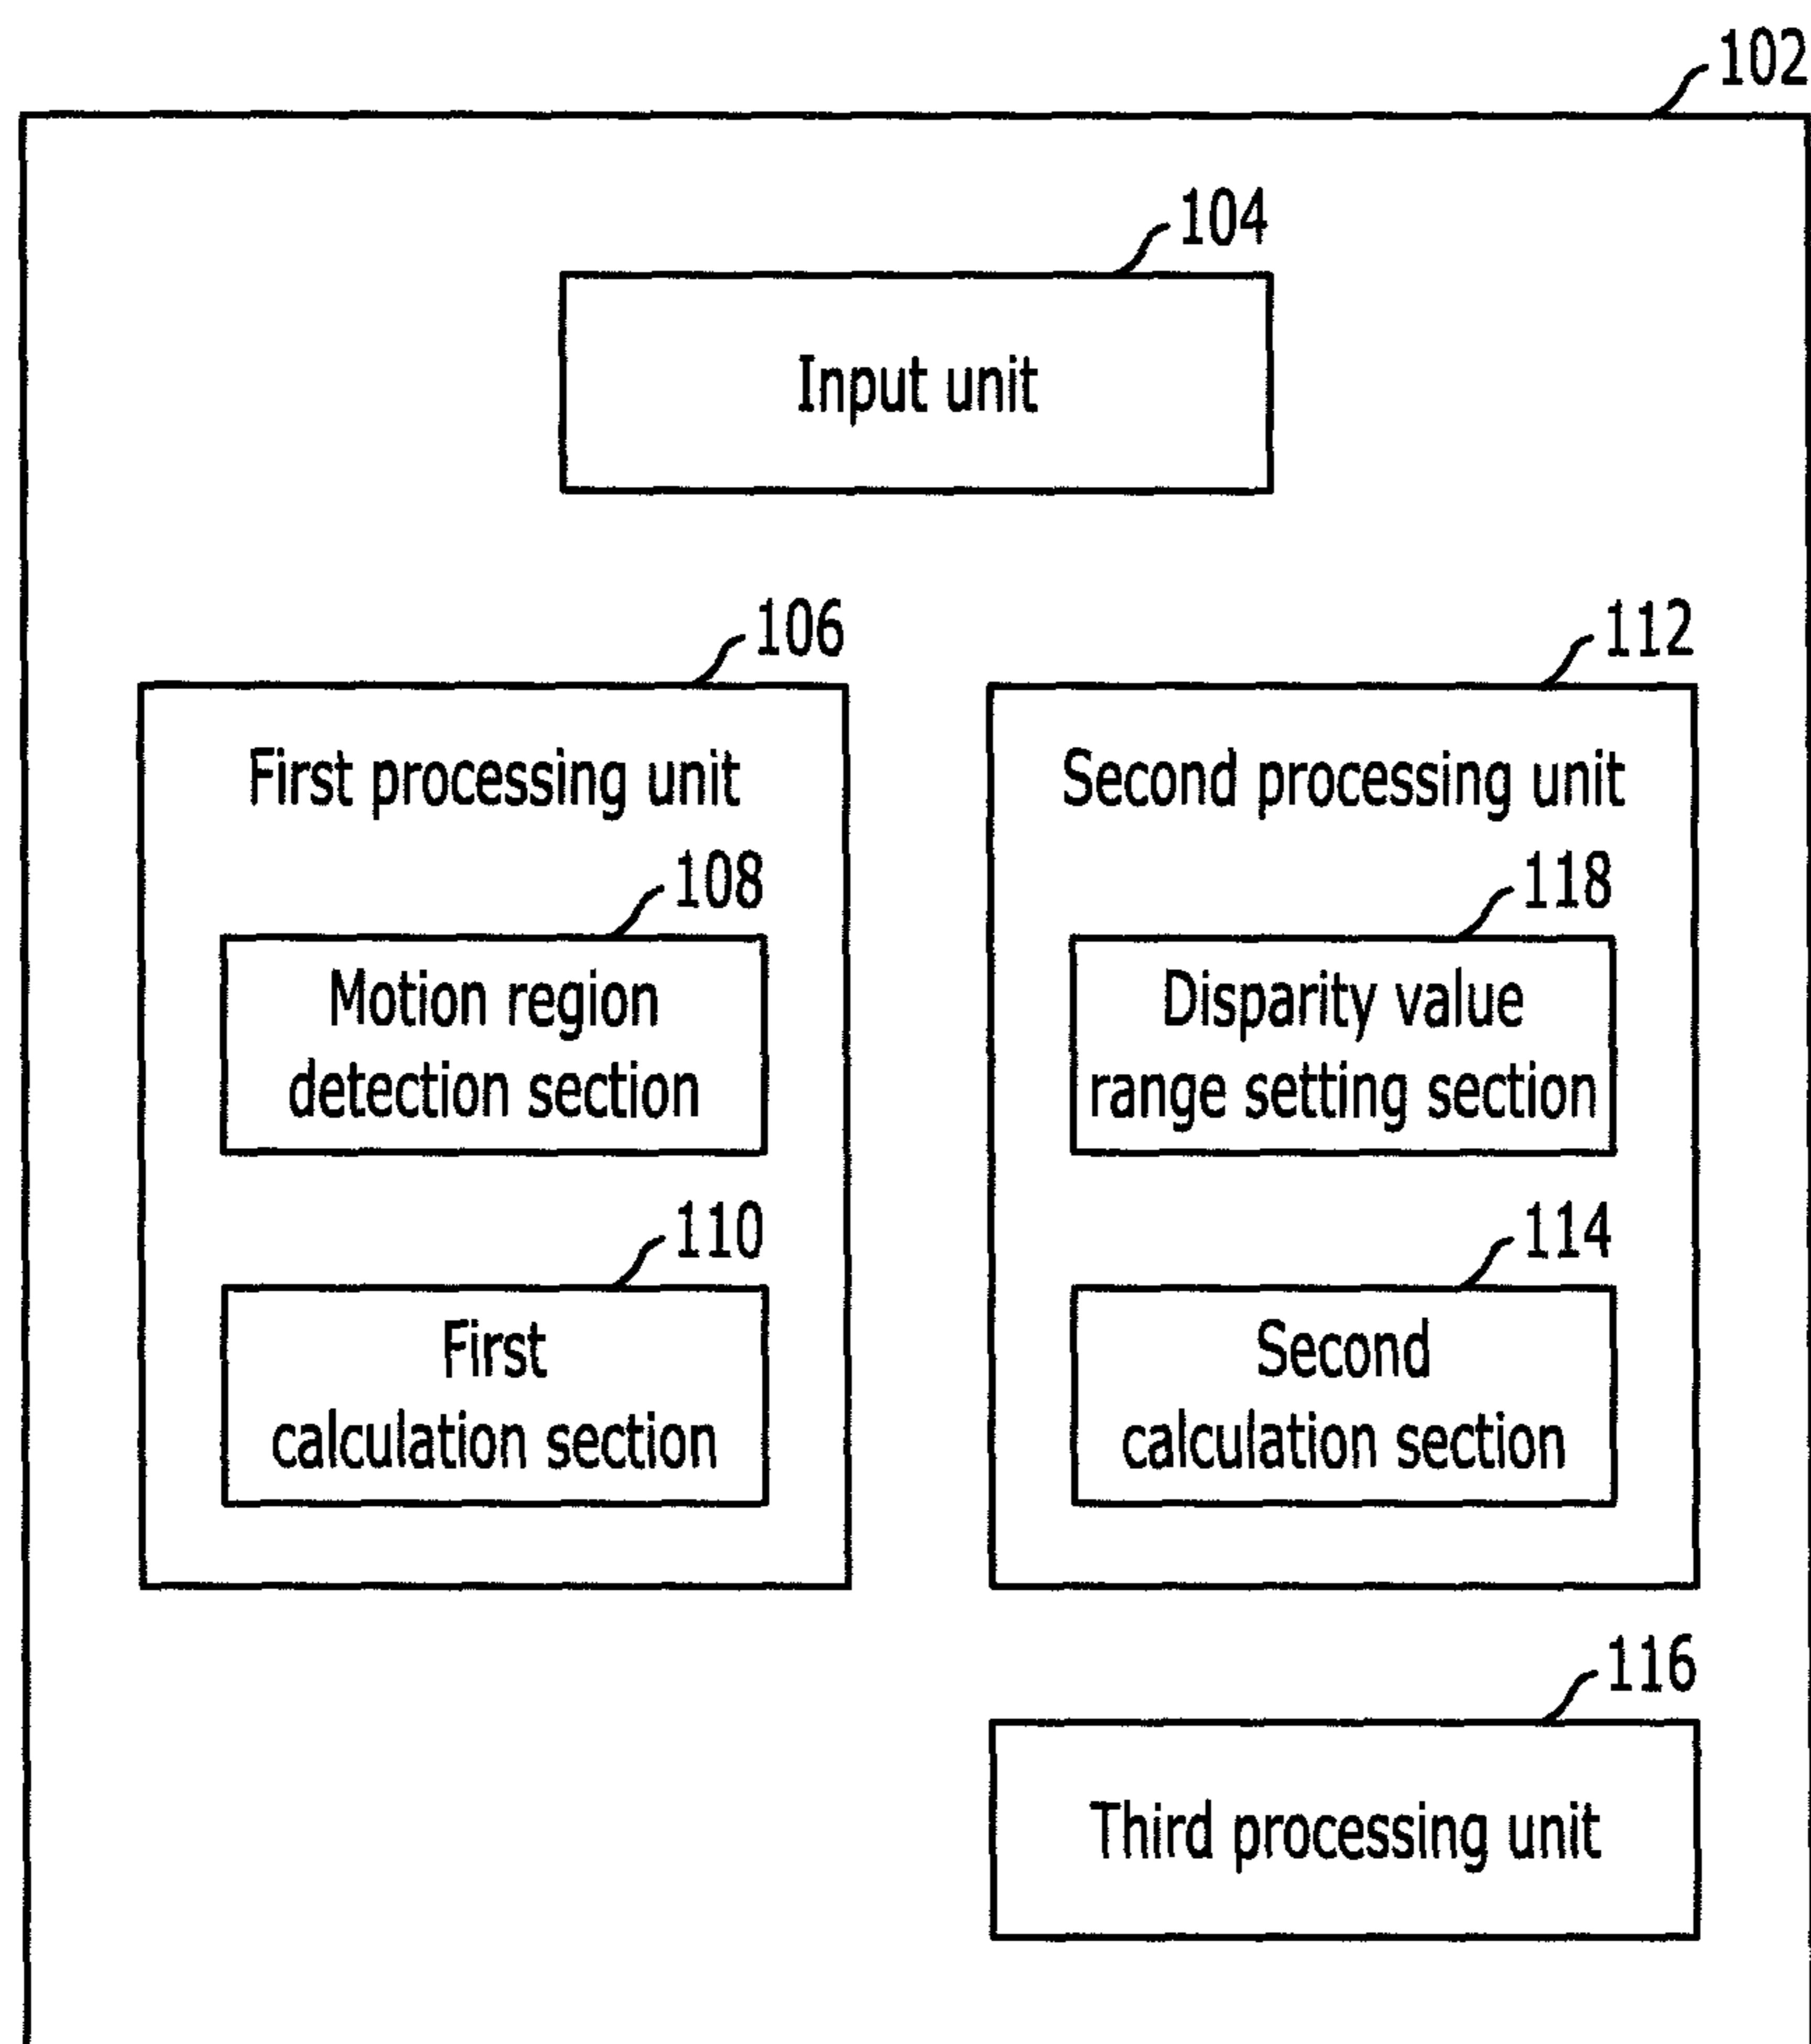 102
104
Input unit
106
112
First processing unit
Second processing unit
108
118
Motion region
detection section
Disparity value
range setting section
110
114
First
calculation section
Second
calculation section
116
Third processing unit